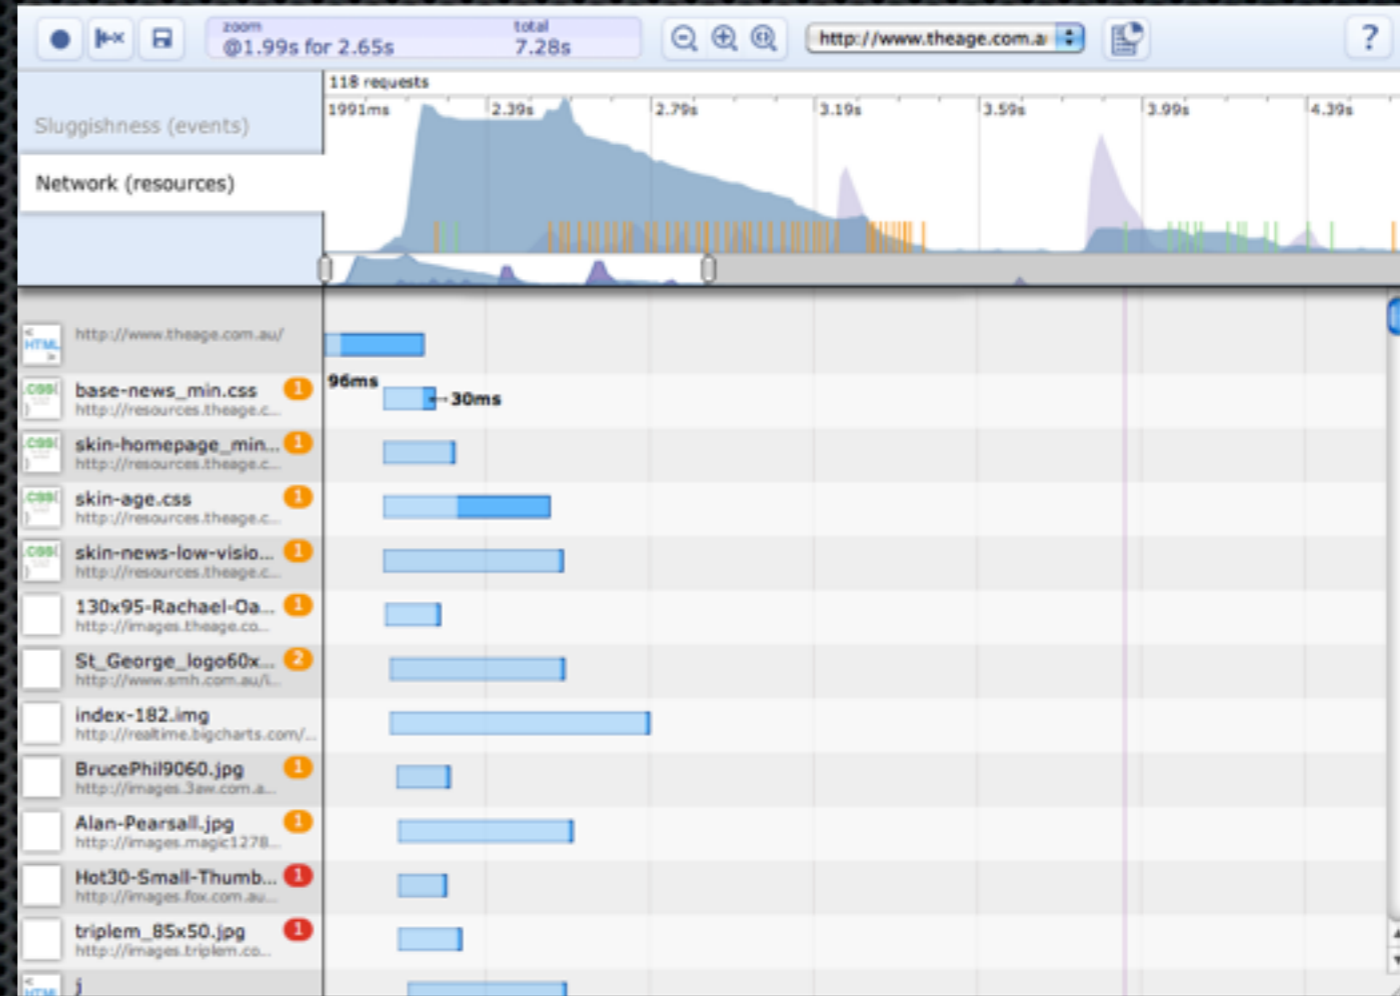 zoom total
@1.99s for 2.65s 7.28s
http://www.theage.com.a
?
118 requests
1991ms 2.39s 2.79s 3.19s 3.59s 3.99s 4.39s
Sluggishness (events)
Network (resources)
< HTML >
http://www.theage.com.au/
.CSS{ }
base-news_min.css 1
http://resources.theage.c...
96ms
30ms
.CSS{ }
skin-homepage_min... 1
http://resources.theage.c...
.CSS{ }
skin-age.css 1
http://resources.theage.c...
.CSS{ }
skin-news-low-visio... 1
http://resources.theage.c...
130x95-Rachael-Oa... 1
http://images.theage.co...
St_George_logo60x... 2
http://www.smh.com.au/i...
index-182.img
http://realtime.bigcharts.com/...
BrucePhil9060.jpg 1
http://images.3aw.com.a...
Alan-Pearsall.jpg 1
http://images.magic1278...
Hot30-Small-Thumb... 1
http://images.fox.com.au...
triplem_85x50.jpg 1
http://images.triplem.co...
< HTML
j